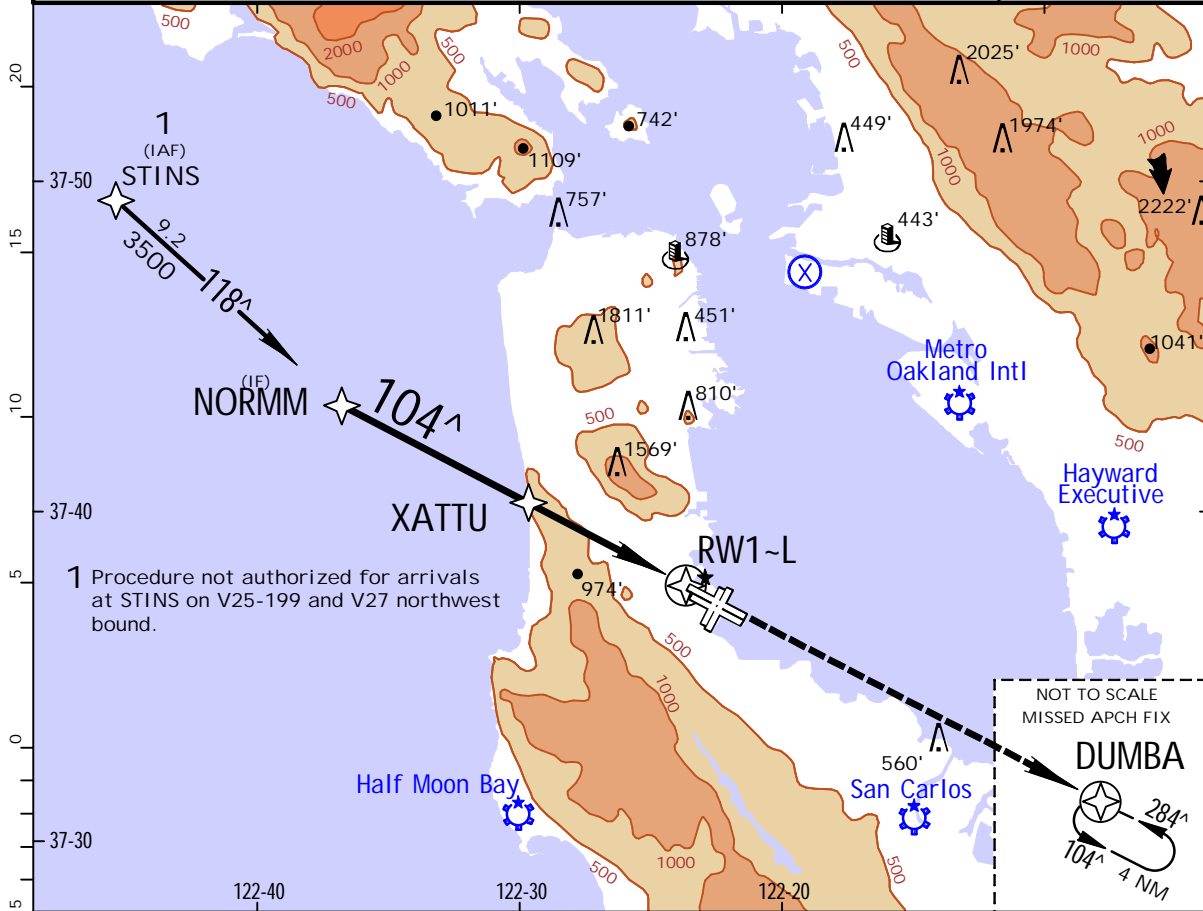 500
2000
1000
500
500
500
1000
2025'
20
1011'
742'
449'
1974'
1000
1
(IAF)
STINS
1109'
1000
37-50
757'
443'
2222'
9.2
3500
15
878'
X
118^
1811'
451'
1041'
Metro
Oakland Intl
(IF)
NORMM
104^
810'
10
500
500
1569'
Hayward
Executive
37-40
XATTU
RW1~L
5
1 Procedure not authorized for arrivals
at STINS on V25-199 and V27 northwest
bound.
974'
500
1000
NOT TO SCALE
MISSED APCH FIX
0
DUMBA
560'
Half Moon Bay
San Carlos
284^
104^
4 NM
37-30
1000
500
500
122-40
122-30
122-20
5